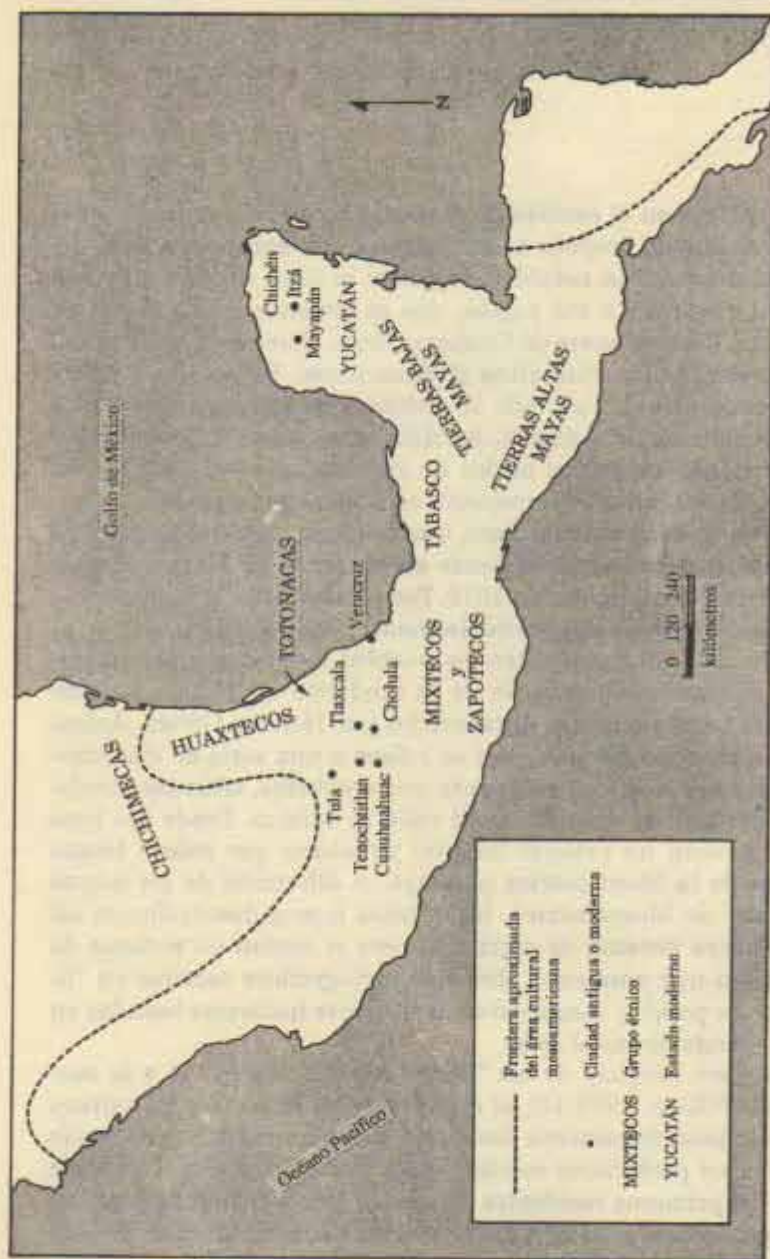 Golfo de México
CHICHIMECAS
HUAXTECOS
TOTONACAS
Tula
Tenochtitlan
Cuauhnahuac
Tlaxcala
Cholula
Veracruz
MIXTECOS
y
ZAPOTECOS
TABASCO
Chichén
Itzá
Mayapán
YUCATÁN
TIERRAS BAJAS
MAYAS
TIERRAS ALTAS
MAYAS
N
Océano Pacífico
0 120 240
kilómetros
Frontera aproximada
del área cultural
mesoamericana
Ciudad antigua o moderna
MIXTECOS Grupo étnico
YUCATÁN Estado moderno